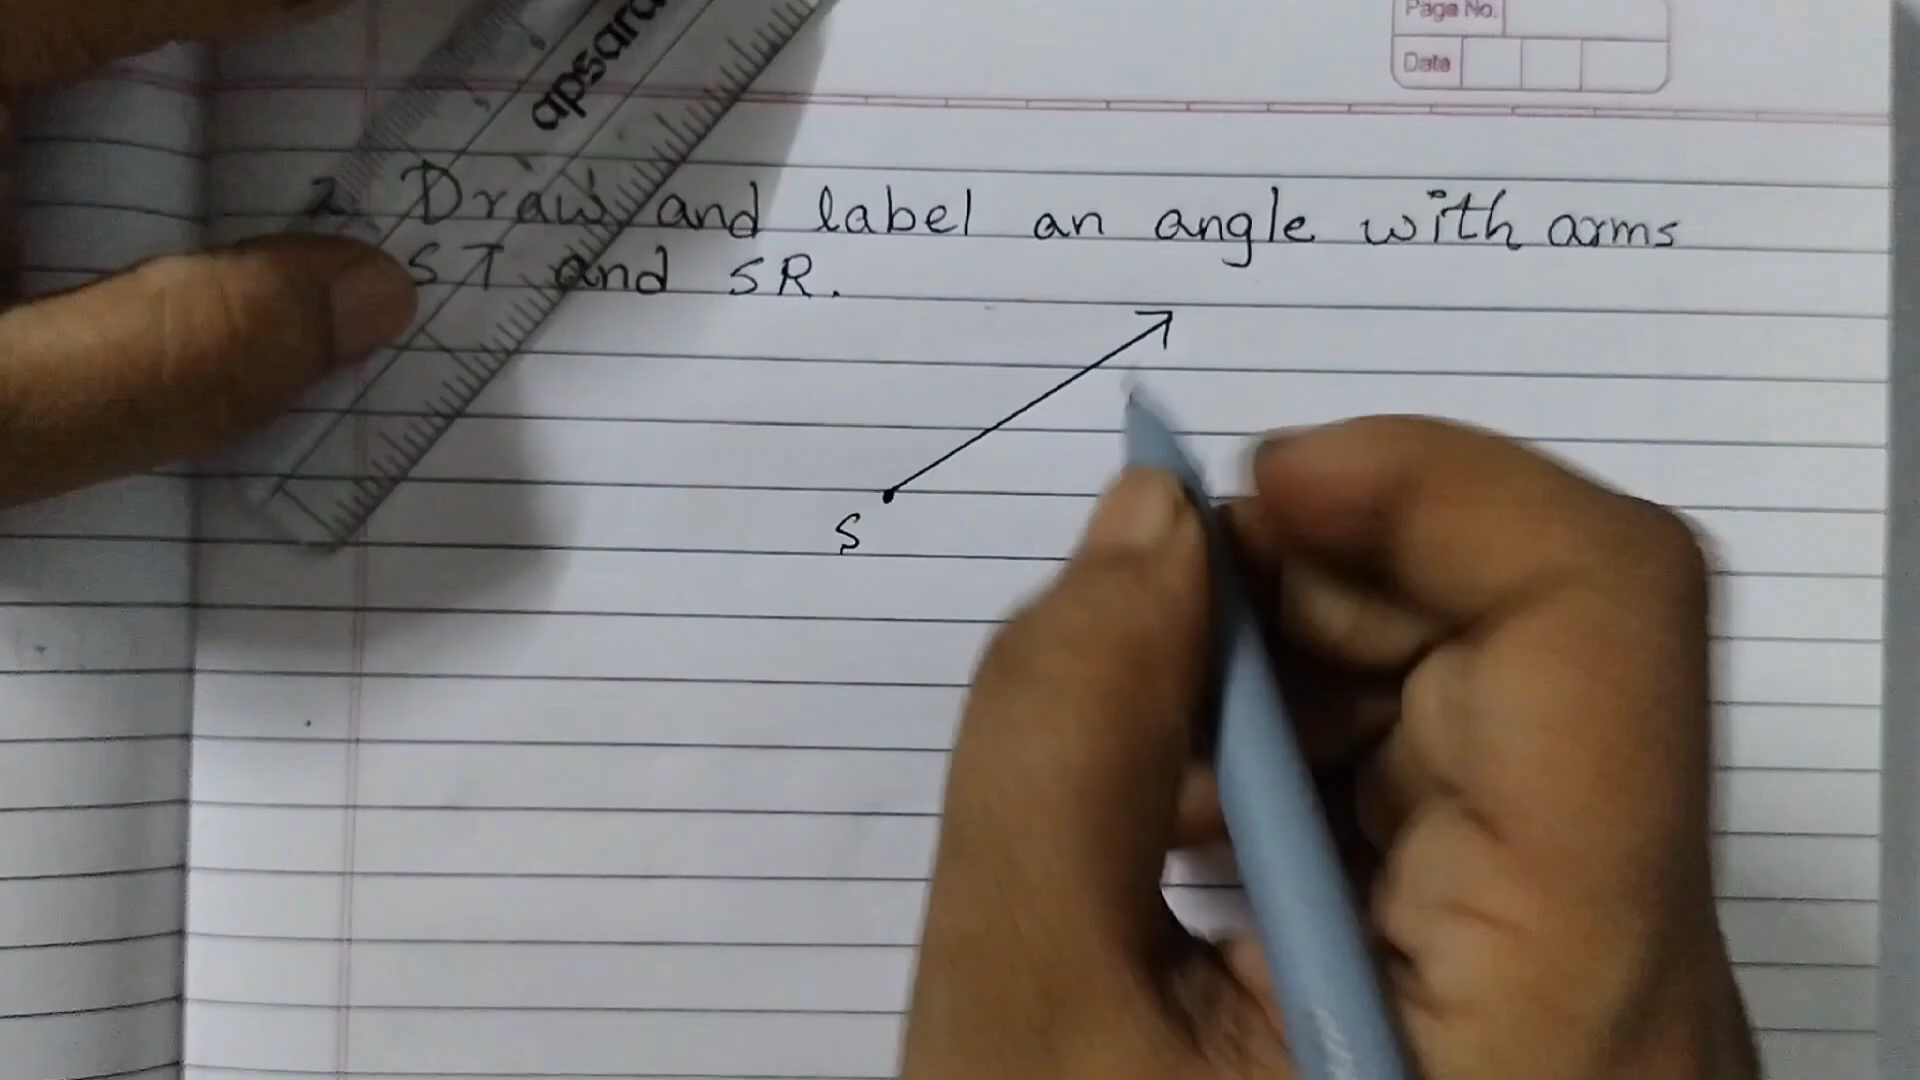 Page No.
Date
apsara
2. Draw and label an angle with arms
ST and SR.
S